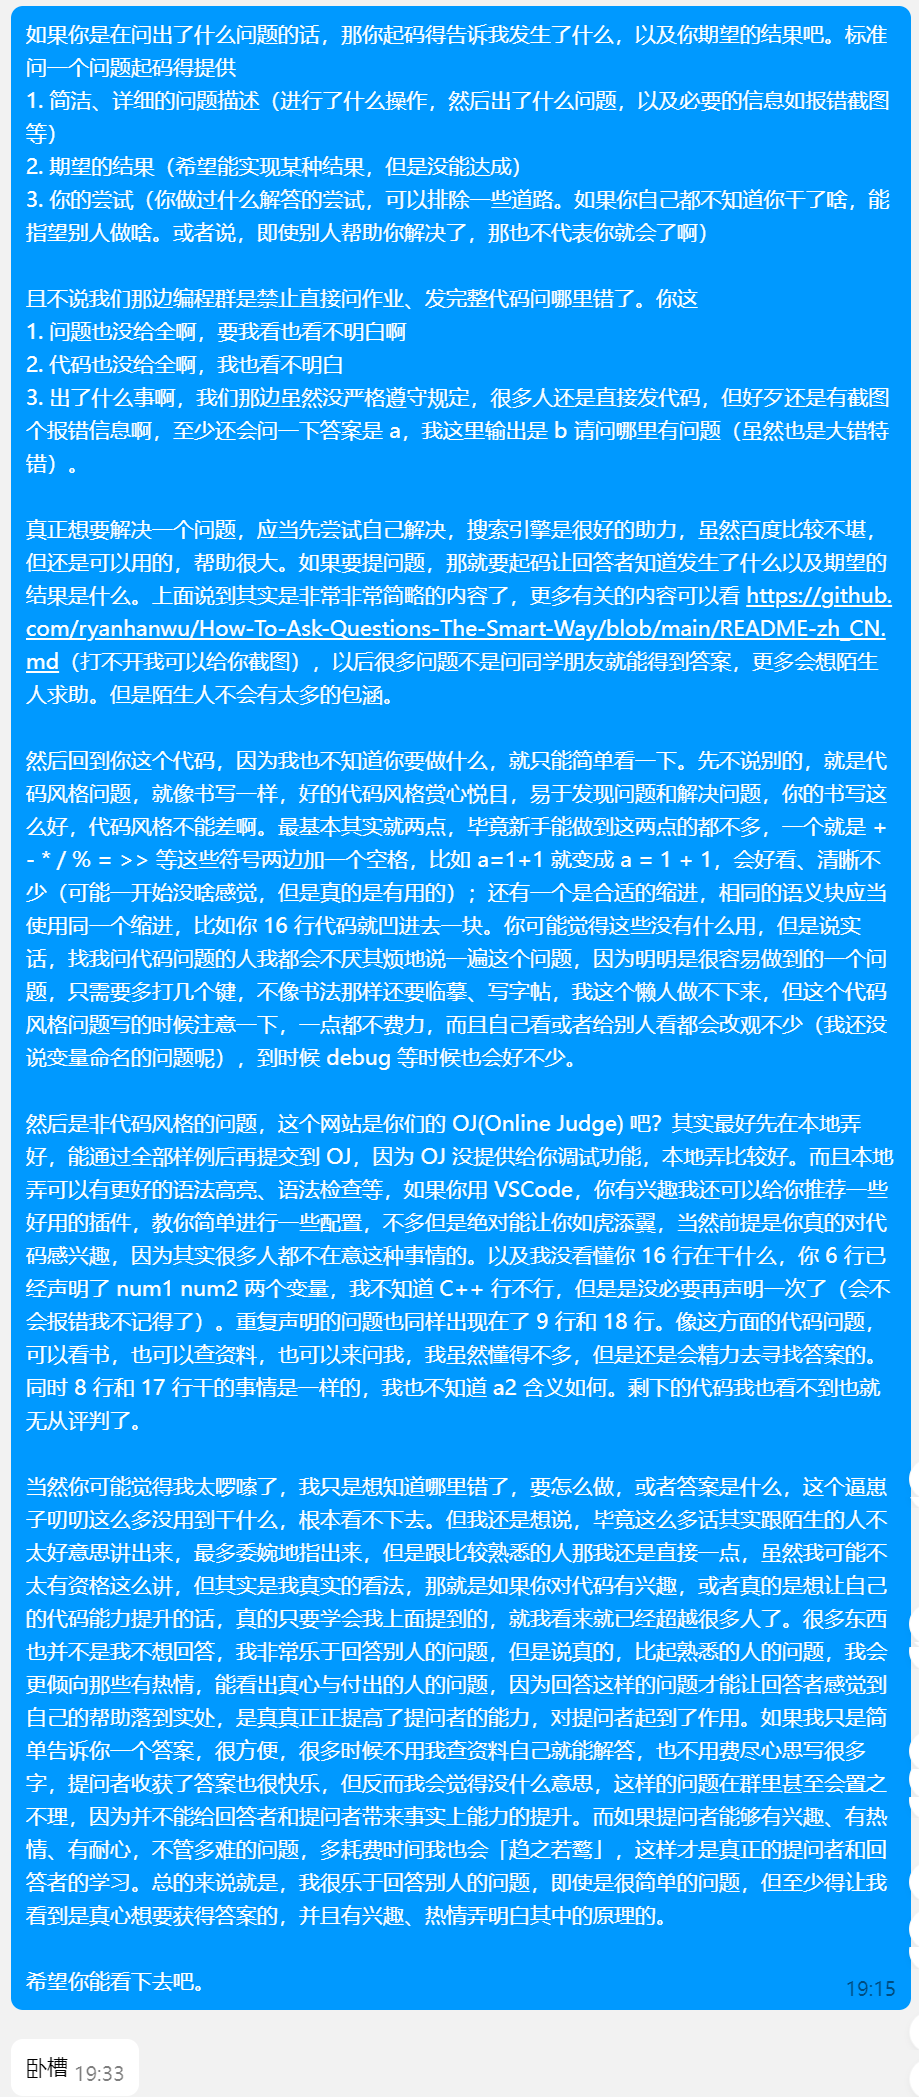 如果你是在问出了什么问题的话，那你起码得告诉我发生了什么，以及你期望的结果吧。标准
问一个问题起码得提供
1. 简洁、详细的问题描述（进行了什么操作，然后出了什么问题，以及必要的信息如报错截图
等）
2. 期望的结果（希望能实现某种结果，但是没能达成）
3. 你的尝试（你做过什么解答的尝试，可以排除一些道路。如果你自己都不知道你干了啥，能
指望别人做啥。或者说，即使别人帮助你解决了，那也不代表你就会了啊）
且不说我们那边编程群是禁止直接问作业、发完整代码问哪里错了。你这
1. 问题也没给全啊，要我看也看不明白啊
2. 代码也没给全啊，我也看不明白
3. 出了什么事啊，我们那边虽然没严格遵守规定，很多人还是直接发代码，但好歹还是有截图
个报错信息啊，至少还会问一下答案是 a，我这里输出是 b 请问哪里有问题（虽然也是大错特
错）。
真正想要解决一个问题，应当先尝试自己解决，搜索引擎是很好的助力，虽然百度比较不堪，
但还是可以用的，帮助很大。如果要提问题，那就要起码让回答者知道发生了什么以及期望的
结果是什么。上面说到其实是非常非常简略的内容了，更多有关的内容可以看 https://github.
com/ryanhanwu/How-To-Ask-Questions-The-Smart-Way/blob/main/README-zh_CN.
md（打不开我可以给你截图），以后很多问题不是问同学朋友就能得到答案，更多会想陌生
人求助。但是陌生人不会有太多的包涵。
然后回到你这个代码，因为我也不知道你要做什么，就只能简单看一下。先不说别的，就是代
码风格问题，就像书写一样，好的代码风格赏心悦目，易于发现问题和解决问题，你的书写这
么好，代码风格不能差啊。最基本其实就两点，毕竟新手能做到这两点的都不多，一个就是 +
- * / % = >> 等这些符号两边加一个空格，比如 a=1+1 就变成 a = 1 + 1，会好看、清晰不
少（可能一开始没啥感觉，但是真的是有用的）；还有一个是合适的缩进，相同的语义块应当
使用同一个缩进，比如你 16 行代码就凹进去一块。你可能觉得这些没有什么用，但是说实
话，找我问代码问题的人我都会不厌其烦地说一遍这个问题，因为明明是很容易做到的一个问
题，只需要多打几个键，不像书法那样还要临摹、写字帖，我这个懒人做不下来，但这个代码
风格问题写的时候注意一下，一点都不费力，而且自己看或者给别人看都会改观不少（我还没
说变量命名的问题呢），到时候 debug 等时候也会好不少。
然后是非代码风格的问题，这个网站是你们的 OJ(Online Judge) 吧？其实最好先在本地弄
好，能通过全部样例后再提交到 OJ，因为 OJ 没提供给你调试功能，本地弄比较好。而且本地
弄可以有更好的语法高亮、语法检查等，如果你用 VSCode，你有兴趣我还可以给你推荐一些
好用的插件，教你简单进行一些配置，不多但是绝对能让你如虎添翼，当然前提是你真的对代
码感兴趣，因为其实很多人都不在意这种事情的。以及我没看懂你 16 行在干什么，你 6 行已
经声明了 num1 num2 两个变量，我不知道 C++ 行不行，但是是没必要再声明一次了（会不
会报错我不记得了）。重复声明的问题也同样出现在了 9 行和 18 行。像这方面的代码问题，
可以看书，也可以查资料，也可以来问我，我虽然懂得不多，但是还是会精力去寻找答案的。
同时 8 行和 17 行干的事情是一样的，我也不知道 a2 含义如何。剩下的代码我也看不到也就
无从评判了。
当然你可能觉得我太啰嗦了，我只是想知道哪里错了，要怎么做，或者答案是什么，这个逼崽
子叨叨这么多没用到干什么，根本看不下去。但我还是想说，毕竟这么多话其实跟陌生的人不
太好意思讲出来，最多委婉地指出来，但是跟比较熟悉的人那我还是直接一点，虽然我可能不
太有资格这么讲，但其实是我真实的看法，那就是如果你对代码有兴趣，或者真的是想让自己
的代码能力提升的话，真的只要学会我上面提到的，就我看来就已经超越很多人了。很多东西
也并不是我不想回答，我非常乐于回答别人的问题，但是说真的，比起熟悉的人的问题，我会
更倾向那些有热情，能看出真心与付出的人的问题，因为回答这样的问题才能让回答者感觉到
自己的帮助落到实处，是真真正正提高了提问者的能力，对提问者起到了作用。如果我只是简
单告诉你一个答案，很方便，很多时候不用我查资料自己就能解答，也不用费尽心思写很多
字，提问者收获了答案也很快乐，但反而我会觉得没什么意思，这样的问题在群里甚至会置之
不理，因为并不能给回答者和提问者带来事实上能力的提升。而如果提问者能够有兴趣、有热
情、有耐心，不管多难的问题，多耗费时间我也会「趋之若鹜」，这样才是真正的提问者和回
答者的学习。总的来说就是，我很乐于回答别人的问题，即使是很简单的问题，但至少得让我
看到是真心想要获得答案的，并且有兴趣、热情弄明白其中的原理的。
希望你能看下去吧。
19:15
卧槽 19:33